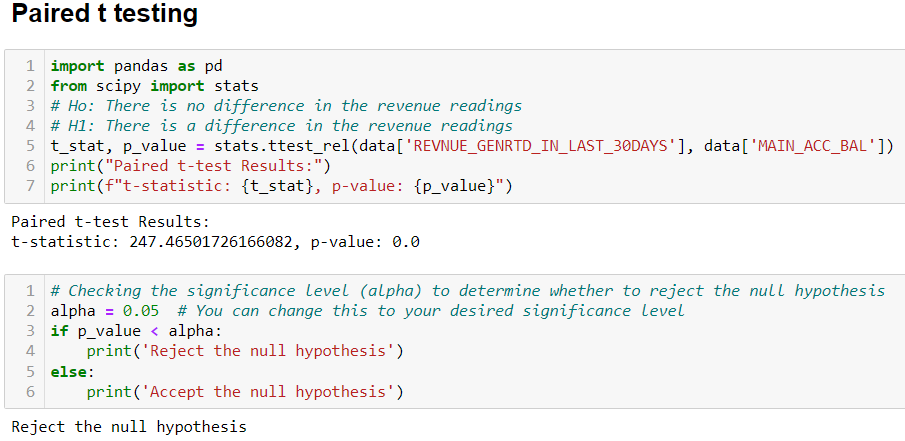 Paired t testing
1 import pandas as pd
2 from scipy import stats
3 # Ho: There is no difference in the revenue readings
4 # H1: There is a difference in the revenue readings
5 t_stat, p_value = stats.ttest_rel(data['REVNUE_GENRTD_IN_LAST_30DAYS'], data['MAIN_ACC_BAL'])
6 print("Paired t-test Results:")
7 print(f"t-statistic: {t_stat}, p-value: {p_value}")
Paired t-test Results:
t-statistic: 247.46501726166082, p-value: 0.0
1 # Checking the significance level (alpha) to determine whether to reject the null hypothesis
2 alpha = 0.05  # You can change this to your desired significance level
3 if p_value < alpha:
4     print('Reject the null hypothesis')
5 else:
6     print('Accept the null hypothesis')
Reject the null hypothesis